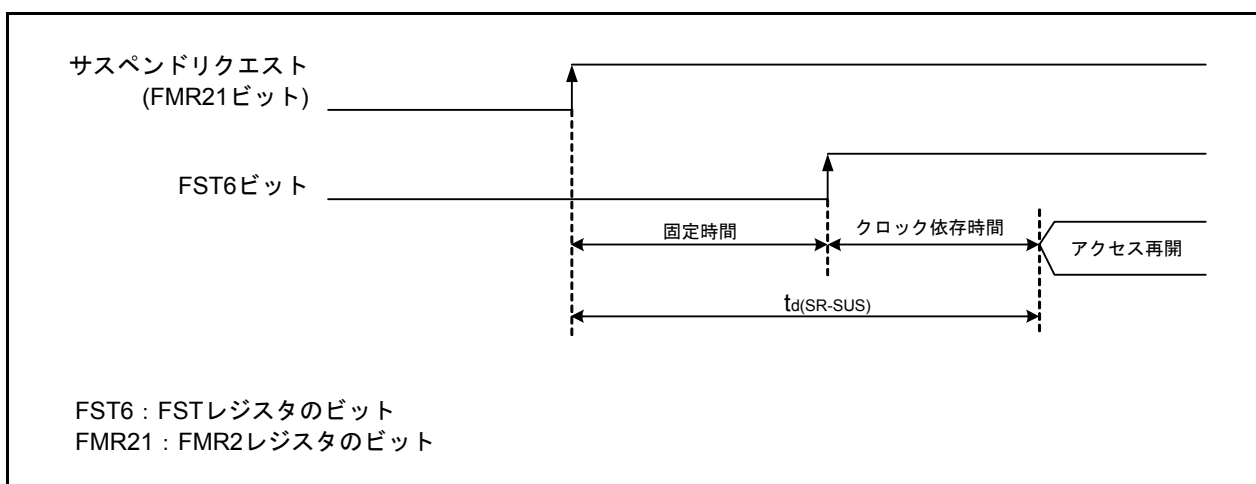 サスペンドリクエスト
(FMR21ビット)
FST6ビット
固定時間
クロック依存時間
アクセス再開
td(SR-SUS)
FST6：FSTレジスタのビット
FMR21：FMR2レジスタのビット